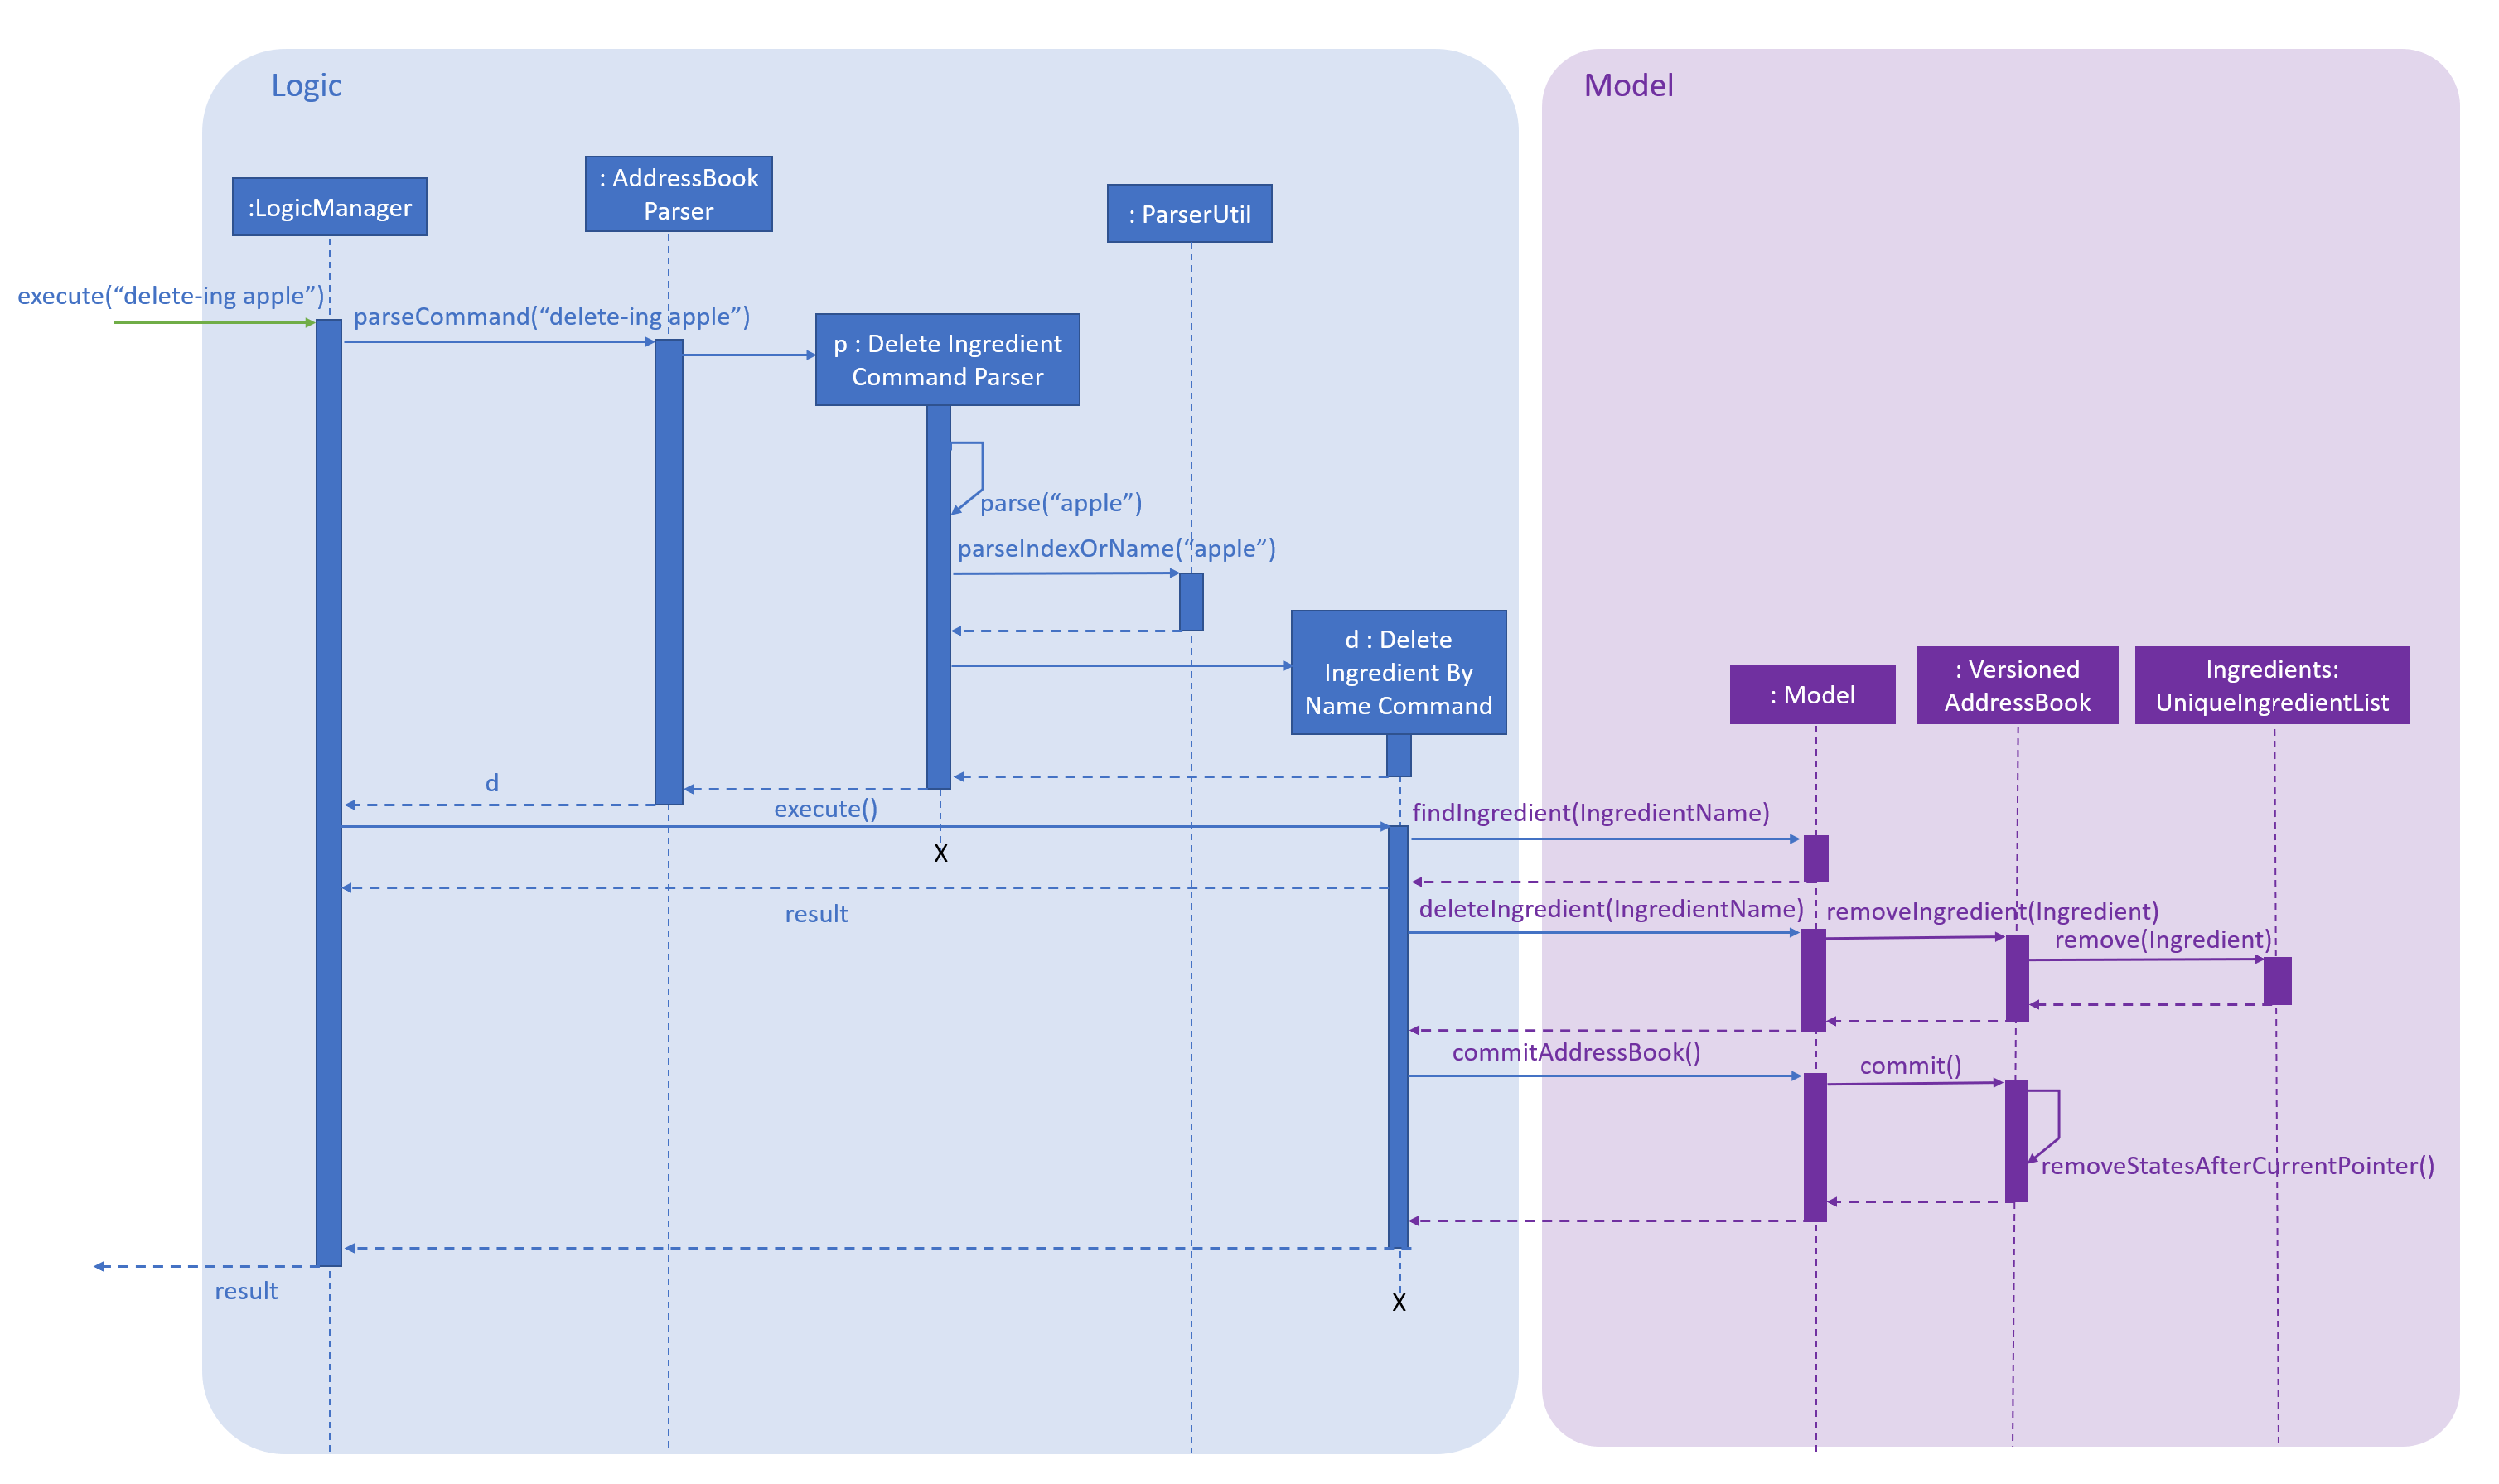 Logic
Model
:LogicManager
: AddressBook
Parser
: ParserUtil
execute(“delete-ing apple”)
parseCommand(“delete-ing apple”)
p : Delete Ingredient
Command Parser
parse(“apple”)
parseIndexOrName(“apple”)
d : Delete
Ingredient By
Name Command
: Model
: Versioned
AddressBook
Ingredients:
UniqueIngredientList
d
execute()
findIngredient(IngredientName)
X
result
deleteIngredient(IngredientName)
removeIngredient(Ingredient)
remove(Ingredient)
commitAddressBook()
commit()
removeStatesAfterCurrentPointer()
result
X